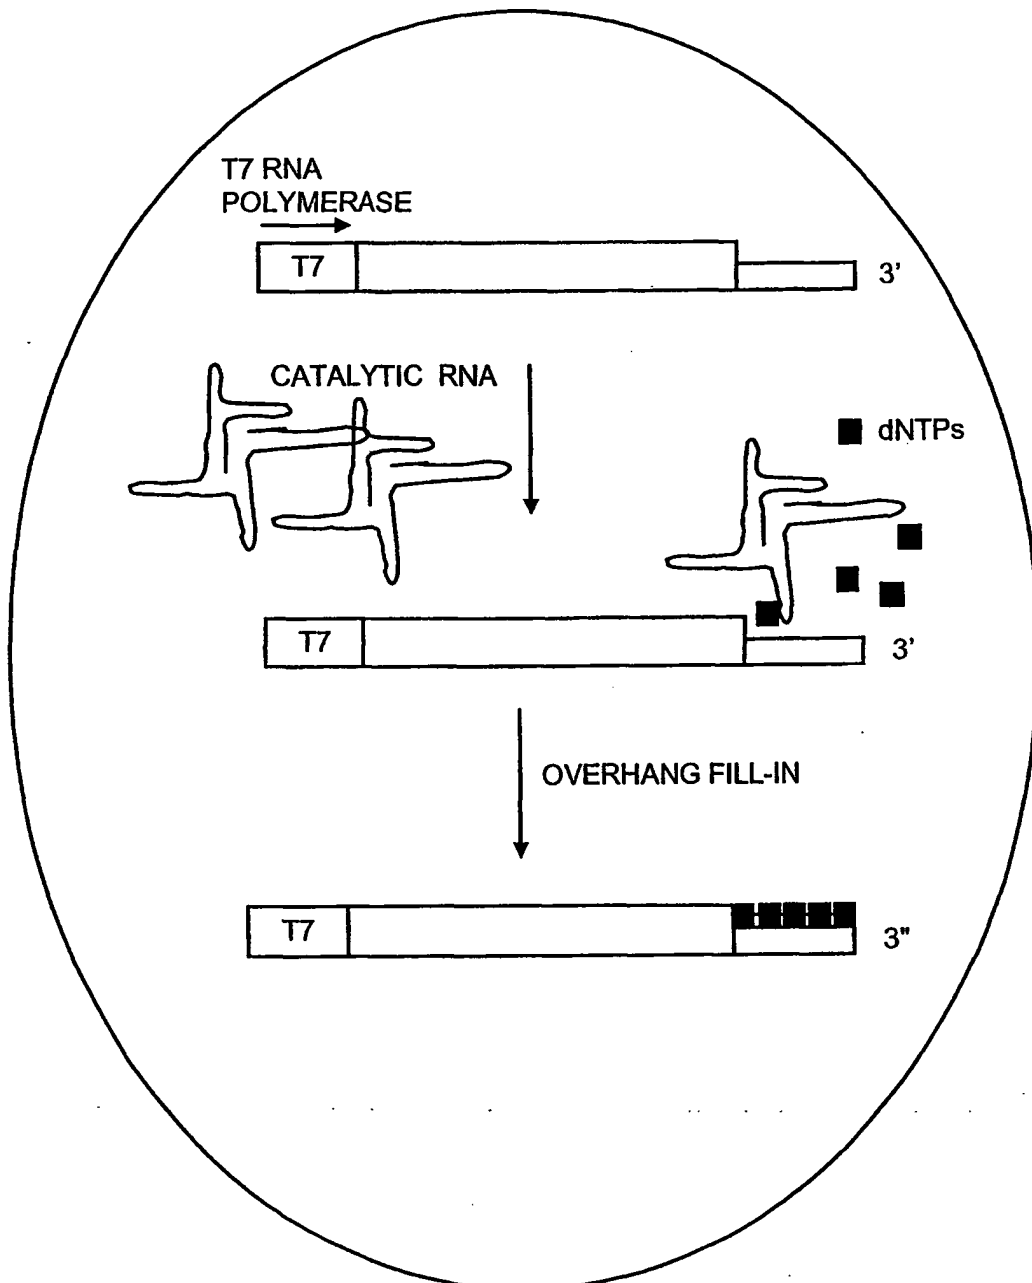 T7 RNA
POLYMERASE
T7
3'
CATALYTIC RNA
dNTPs
T7
3'
OVERHANG FILL-IN
T7
3"